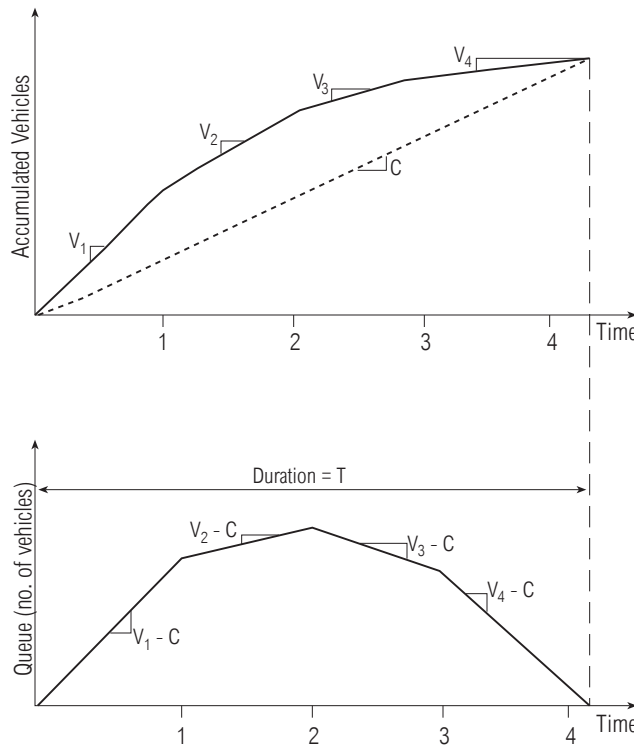 Accumulated Vehicles
V4
V3
V2
C
V1
1 2 3 4 Time
Queue (no. of vehicles)
Duration = T
V2 - C
V3 - C
V4 - C
V1 - C
1 2 3 4 Time